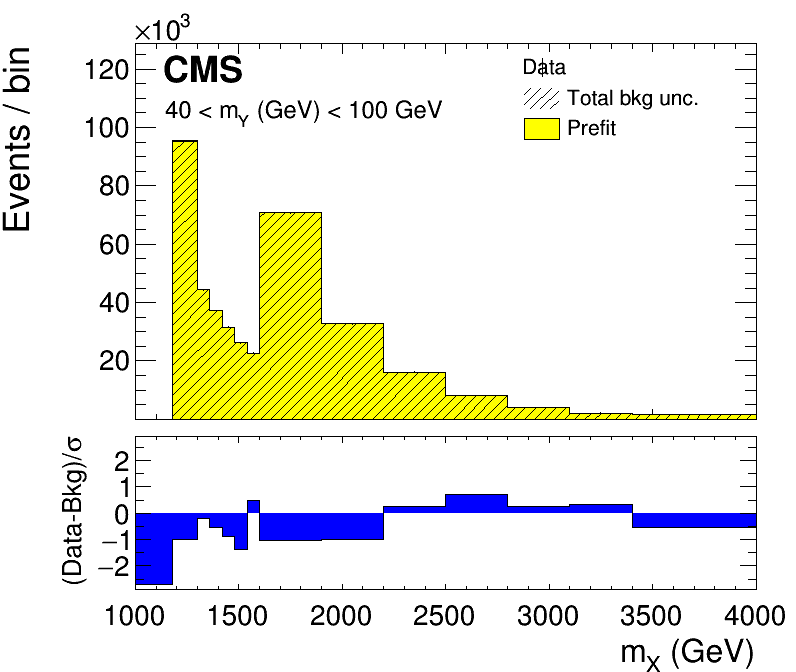 ×10³
CMS
40 < m_Y (GeV) < 100 GeV
Data
Total bkg unc.
Prefit
Events / bin
120
100
80
60
40
20
(Data-Bkg)/σ
2
1
0
−1
−2
1000 1500 2000 2500 3000 3500 4000
m_X (GeV)